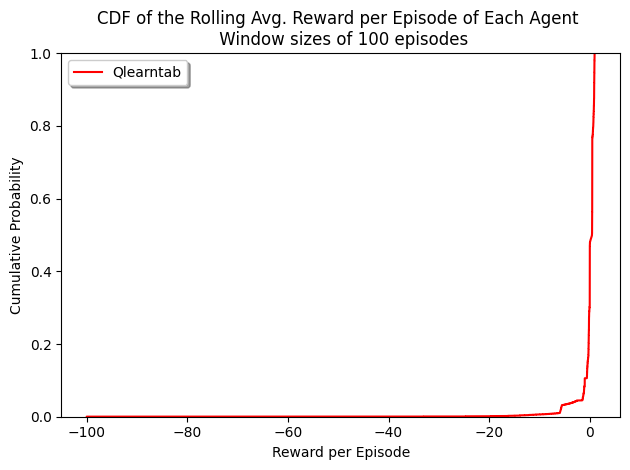 CDF of the Rolling Avg. Reward per Episode of Each Agent
Window sizes of 100 episodes
Qlearntab
1.0
0.8
0.6
0.4
0.2
0.0
Cumulative Probability
−100
−80
−60
−40
−20
0
Reward per Episode